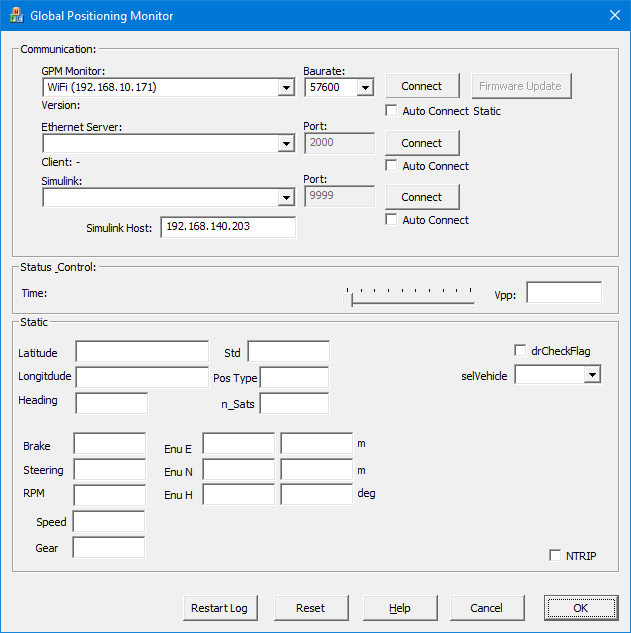 Global Positioning Monitor
Communication:
GPM Monitor: Baurate:
WiFi (192.168.10.171) 57600 Connect Firmware Update
Version: Auto Connect Static
Ethernet Server: Port:
2000 Connect
Client: - Auto Connect
Simulink: Port:
9999 Connect
Auto Connect
Simulink Host: 192.168.140.203
Status_Control:
Time: Vpp:
Static
Latitude Std drCheckFlag
Longitdude Pos Type selVehicle
Heading n_Sats
Brake Enu E m
Steering Enu N m
RPM Enu H deg
Speed
Gear
NTRIP
Restart Log Reset Help Cancel OK